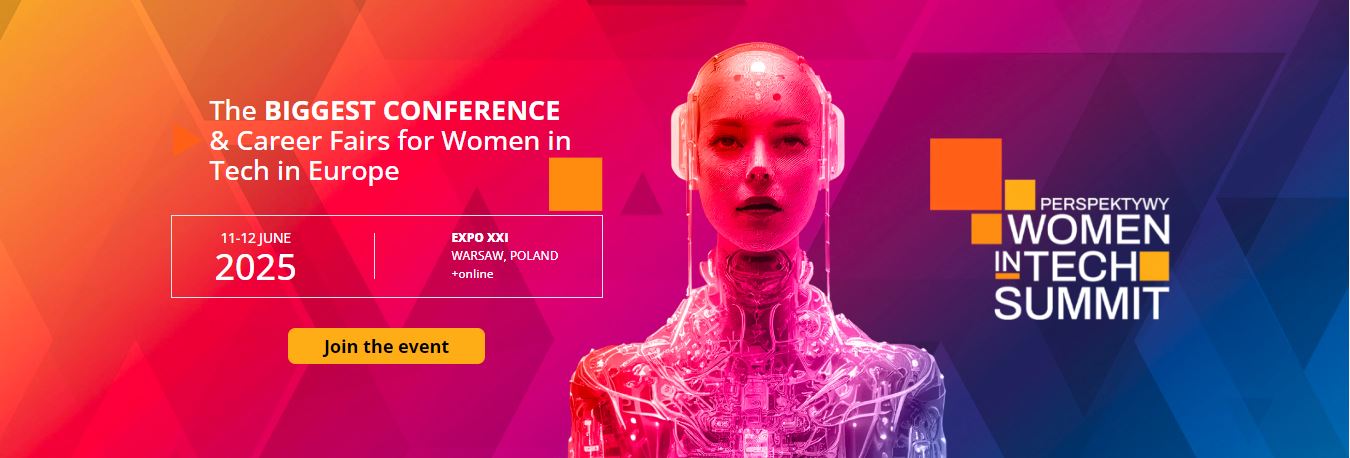 The BIGGEST CONFERENCE
& Career Fairs for Women in
Tech in Europe
11-12 JUNE
2025
EXPO XXI
WARSAW, POLAND
+online
Join the event
PERSPEKTYWY
WOMEN
IN TECH
SUMMIT